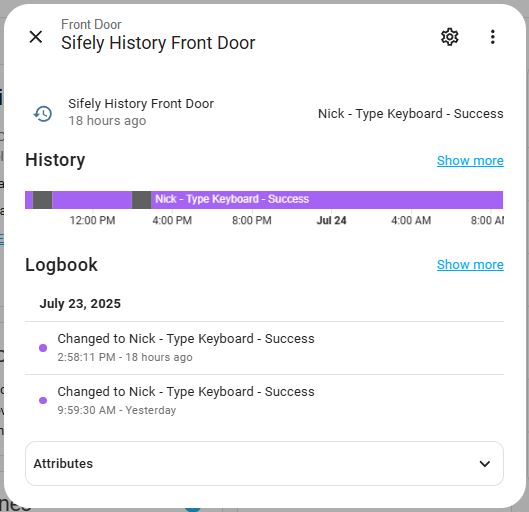 Front Door
Sifely History Front Door
Sifely History Front Door
18 hours ago
Nick - Type Keyboard - Success
History
Show more
Nick - Type Keyboard - Success
12:00 PM
4:00 PM
8:00 PM
Jul 24
4:00 AM
8:00 AM
Logbook
Show more
July 23, 2025
Changed to Nick - Type Keyboard - Success
2:58:11 PM - 18 hours ago
Changed to Nick - Type Keyboard - Success
9:59:30 AM - Yesterday
Attributes